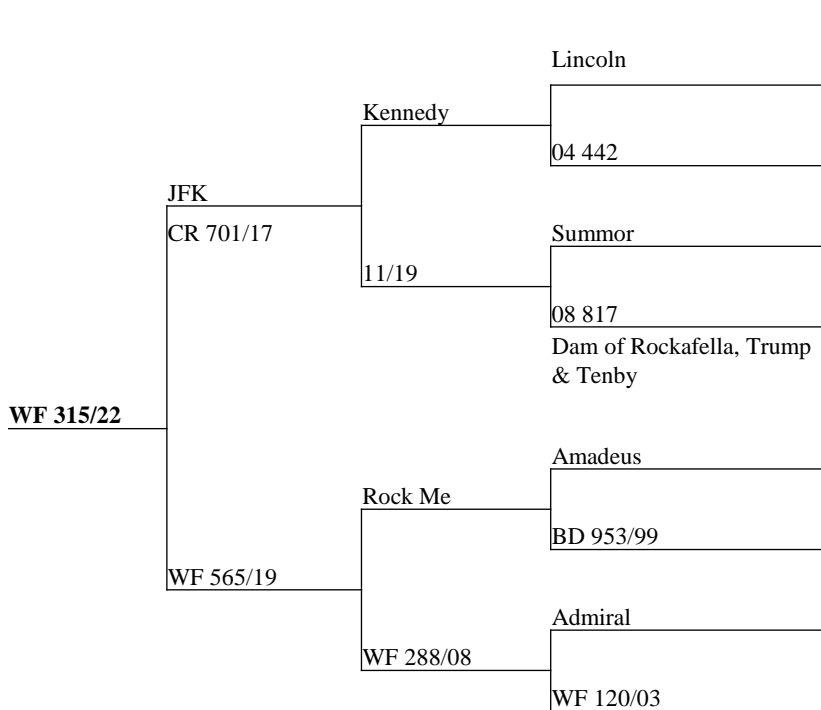 Lincoln
Kennedy
04 442
JFK
CR 701/17
Summor
11/19
08 817
Dam of Rockafella, Trump
& Tenby
WF 315/22
Amadeus
Rock Me
BD 953/99
WF 565/19
Admiral
WF 288/08
WF 120/03